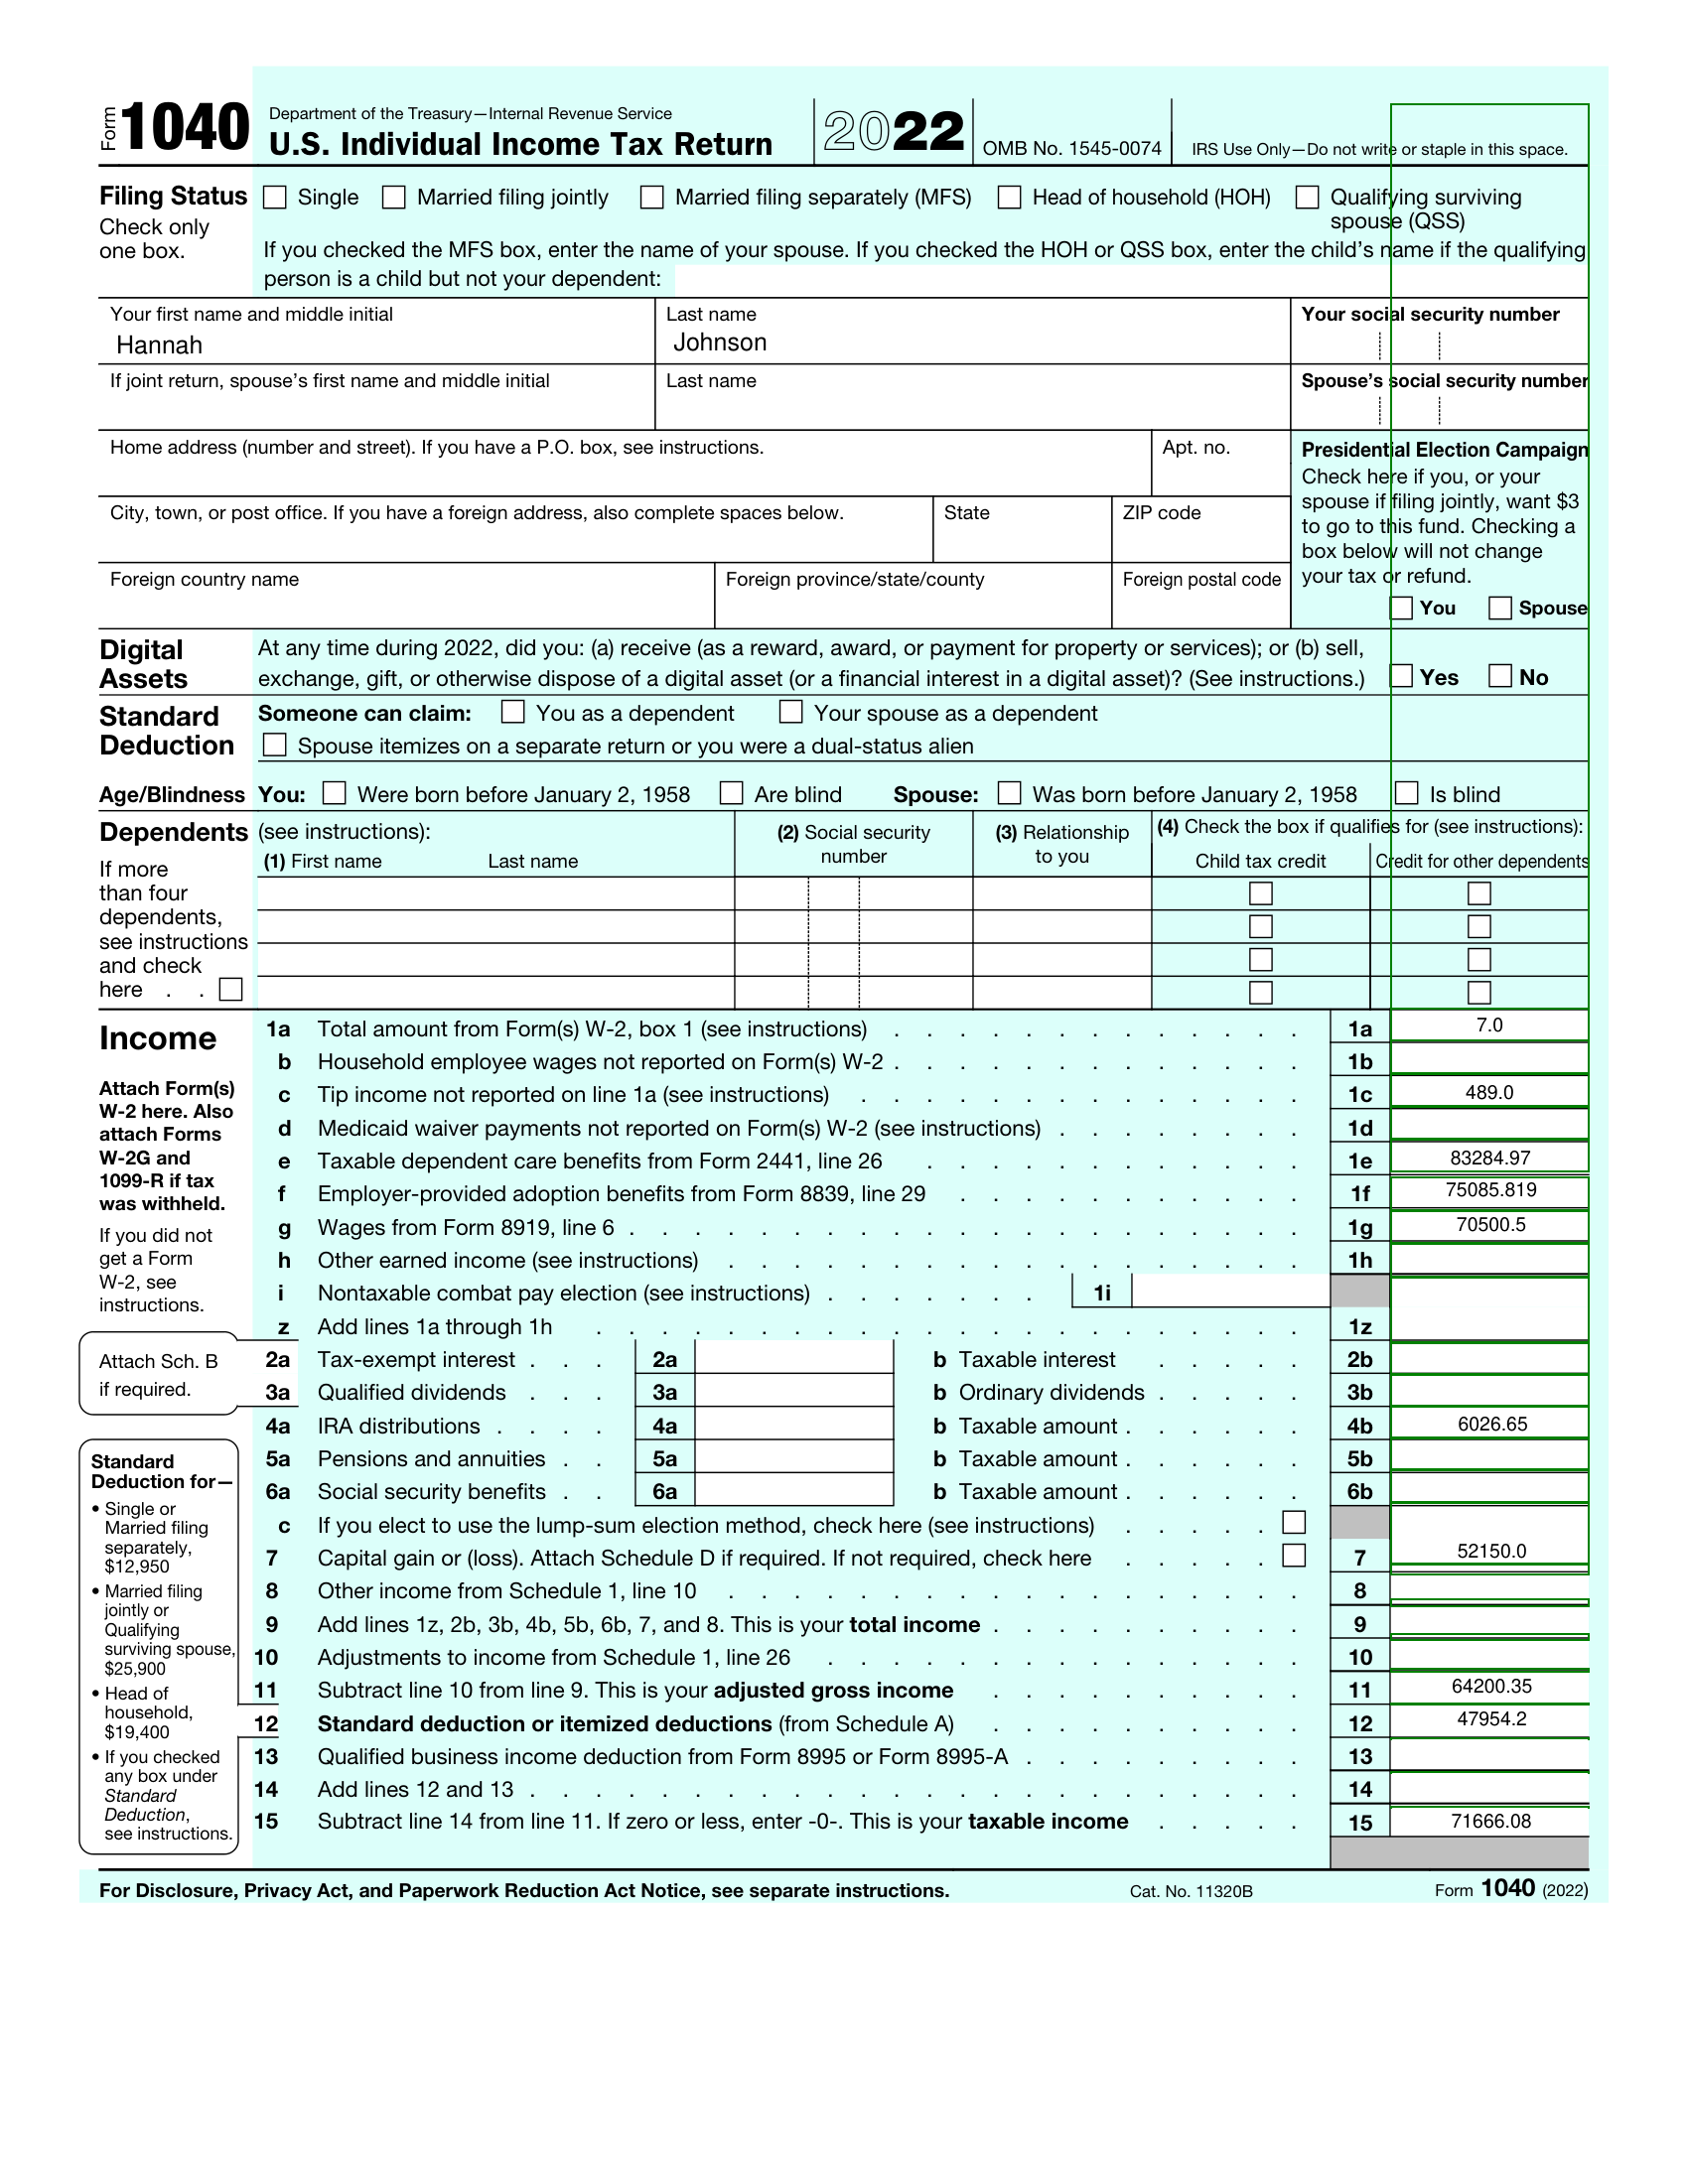 Form 1040 Department of the Treasury—Internal Revenue Service
U.S. Individual Income Tax Return 2022 OMB No. 1545-0074 IRS Use Only—Do not write or staple in this space.
Filing Status
Check only
one box.
Single Married filing jointly Married filing separately (MFS) Head of household (HOH) Qualifying surviving
spouse (QSS)
If you checked the MFS box, enter the name of your spouse. If you checked the HOH or QSS box, enter the child's name if the qualifying
person is a child but not your dependent:
Your first name and middle initial Last name Your social security number
Hannah Johnson
If joint return, spouse's first name and middle initial Last name Spouse's social security number
Home address (number and street). If you have a P.O. box, see instructions. Apt. no.
City, town, or post office. If you have a foreign address, also complete spaces below. State ZIP code
Foreign country name Foreign province/state/county Foreign postal code
Presidential Election Campaign
Check here if you, or your
spouse if filing jointly, want $3
to go to this fund. Checking a
box below will not change
your tax or refund.
You Spouse
Digital
Assets
At any time during 2022, did you: (a) receive (as a reward, award, or payment for property or services); or (b) sell,
exchange, gift, or otherwise dispose of a digital asset (or a financial interest in a digital asset)? (See instructions.) Yes No
Standard
Deduction
Someone can claim: You as a dependent Your spouse as a dependent
Spouse itemizes on a separate return or you were a dual-status alien
Age/Blindness You: Were born before January 2, 1958 Are blind Spouse: Was born before January 2, 1958 Is blind
Dependents (see instructions): (2) Social security number (3) Relationship to you (4) Check the box if qualifies for (see instructions):
(1) First name Last name Child tax credit Credit for other dependents
If more
than four
dependents,
see instructions
and check
here . .
Income
Attach Form(s)
W-2 here. Also
attach Forms
W-2G and
1099-R if tax
was withheld.
If you did not
get a Form
W-2, see
instructions.
1a Total amount from Form(s) W-2, box 1 (see instructions) . . . . . . . . . . . . . 1a 7.0
b Household employee wages not reported on Form(s) W-2 . . . . . . . . . . . . . 1b
c Tip income not reported on line 1a (see instructions) . . . . . . . . . . . . . . 1c 489.0
d Medicaid waiver payments not reported on Form(s) W-2 (see instructions) . . . . . . . . 1d
e Taxable dependent care benefits from Form 2441, line 26 . . . . . . . . . . . . 1e 83284.97
f Employer-provided adoption benefits from Form 8839, line 29 . . . . . . . . . . . 1f 75085.819
g Wages from Form 8919, line 6 . . . . . . . . . . . . . . . . . . . . . 1g 70500.5
h Other earned income (see instructions) . . . . . . . . . . . . . . . . . . 1h
i Nontaxable combat pay election (see instructions) . . . . . . . 1i
z Add lines 1a through 1h . . . . . . . . . . . . . . . . . . . . . . 1z
Attach Sch. B
if required.
2a Tax-exempt interest . . . 2a b Taxable interest . . . . . 2b
3a Qualified dividends . . . 3a b Ordinary dividends . . . . . 3b
4a IRA distributions . . . . 4a b Taxable amount . . . . . . 4b 6026.65
5a Pensions and annuities . . 5a b Taxable amount . . . . . . 5b
6a Social security benefits . . 6a b Taxable amount . . . . . . 6b
c If you elect to use the lump-sum election method, check here (see instructions) . . . . .
7 Capital gain or (loss). Attach Schedule D if required. If not required, check here . . . . . 7 52150.0
8 Other income from Schedule 1, line 10 . . . . . . . . . . . . . . . . . . 8
9 Add lines 1z, 2b, 3b, 4b, 5b, 6b, 7, and 8. This is your total income . . . . . . . . . . 9
10 Adjustments to income from Schedule 1, line 26 . . . . . . . . . . . . . . . 10
11 Subtract line 10 from line 9. This is your adjusted gross income . . . . . . . . . . 11 64200.35
12 Standard deduction or itemized deductions (from Schedule A) . . . . . . . . . . 12 47954.2
13 Qualified business income deduction from Form 8995 or Form 8995-A . . . . . . . . . 13
14 Add lines 12 and 13 . . . . . . . . . . . . . . . . . . . . . . . . 14
15 Subtract line 14 from line 11. If zero or less, enter -0-. This is your taxable income . . . . . 15 71666.08
Standard
Deduction for—
• Single or
Married filing
separately,
$12,950
• Married filing
jointly or
Qualifying
surviving spouse,
$25,900
• Head of
household,
$19,400
• If you checked
any box under
Standard
Deduction,
see instructions.
For Disclosure, Privacy Act, and Paperwork Reduction Act Notice, see separate instructions. Cat. No. 11320B Form 1040 (2022)